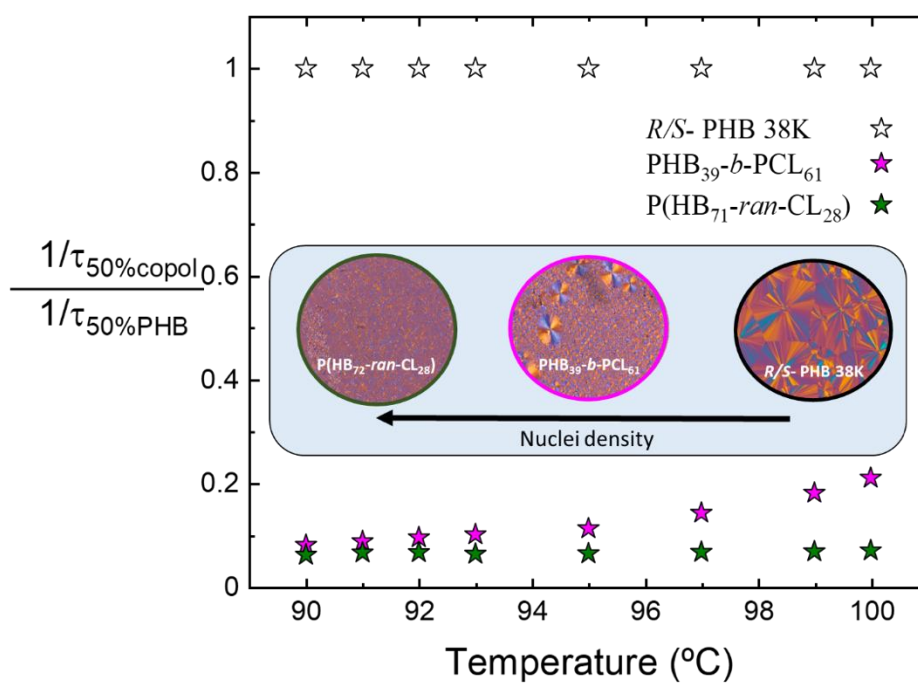 1
0.8
0.6
0.4
0.2
0
1/τ50%copol
1/τ50%PHB
R/S- PHB 38K
PHB39-b-PCL61
P(HB71-ran-CL28)
P(HB72-ran-CL28)
PHB39-b-PCL61
R/S- PHB 38K
Nuclei density
90 92 94 96 98 100
Temperature (ºC)